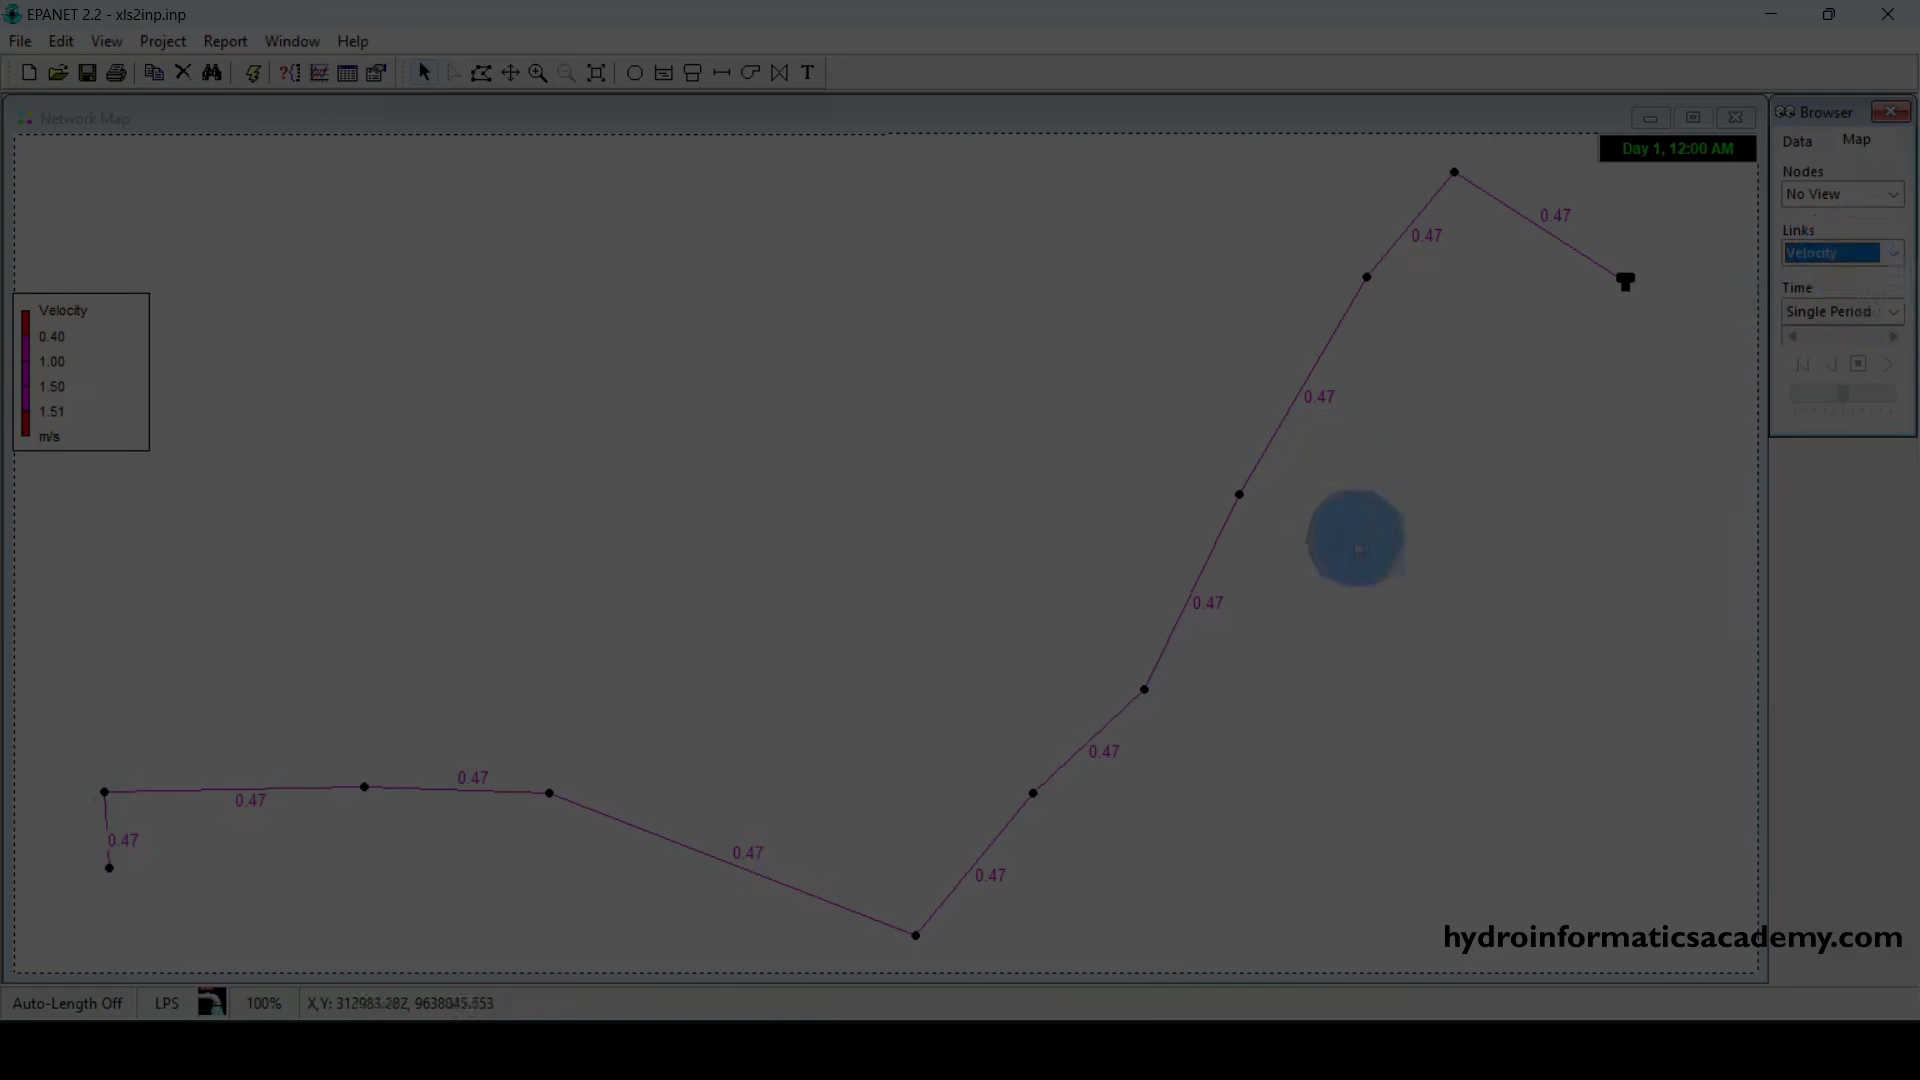 EPANET 2.2 - xls2inp.inp
File Edit View Project Report Window Help
T
Network Map
Browser
Data Map
Day 1, 12:00 AM
Nodes
No View
Links
Velocity
Time
Single Period
Velocity
0.40
1.00
1.50
1.51
m/s
0.47
0.47
0.47
0.47
0.47
0.47
0.47
0.47
0.47
0.47
hydroinformaticsacademy.com
Auto-Length Off LPS 100% X,Y: 312983.282, 9638045.653